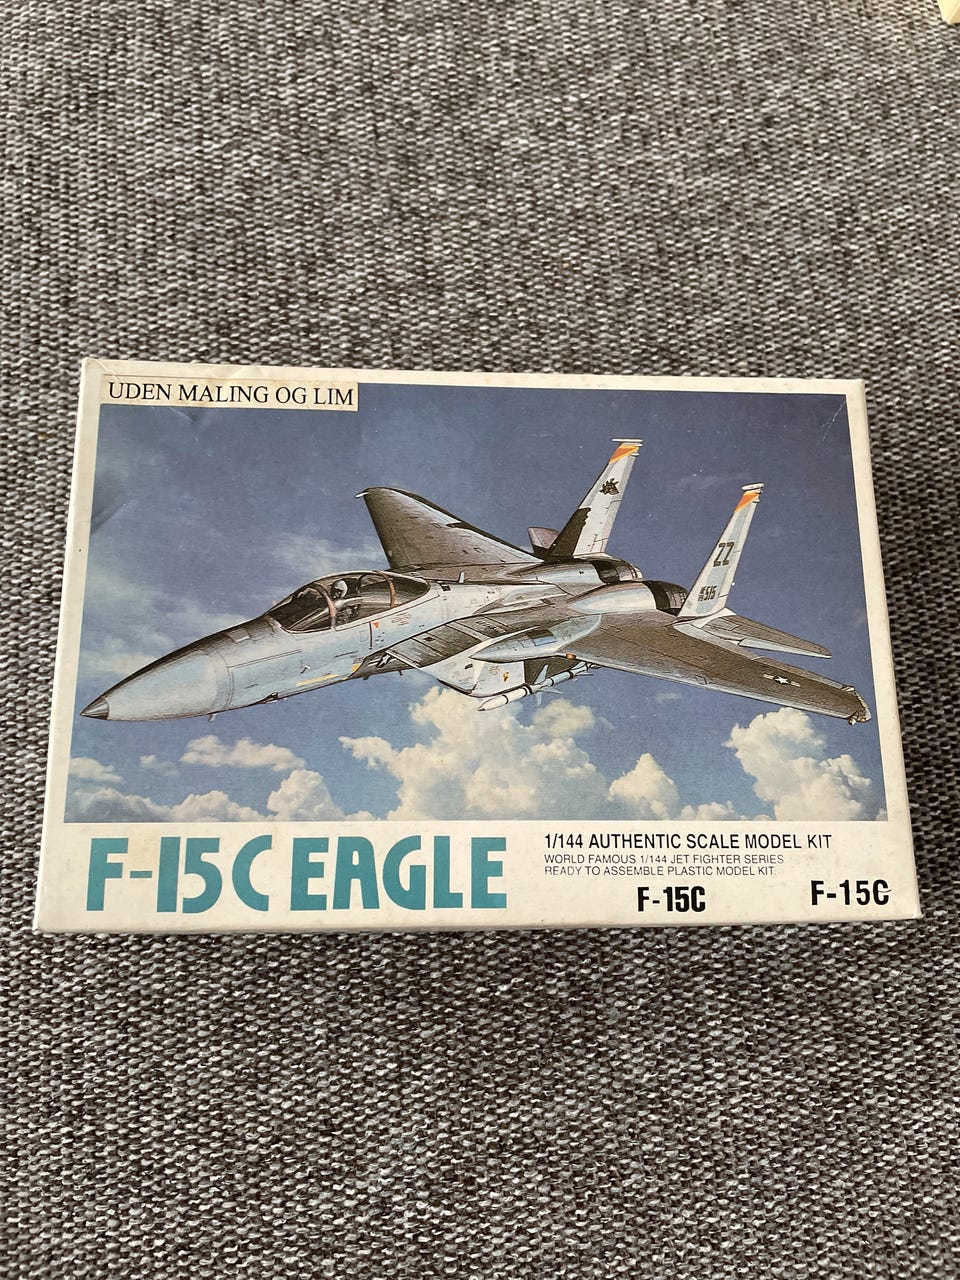 UDEN MALING OG LIM
ZZ
515
F-15C EAGLE
1/144 AUTHENTIC SCALE MODEL KIT
WORLD FAMOUS 1/144 JET FIGHTER SERIES
READY TO ASSEMBLE PLASTIC MODEL KIT.
F-15C
F-15C